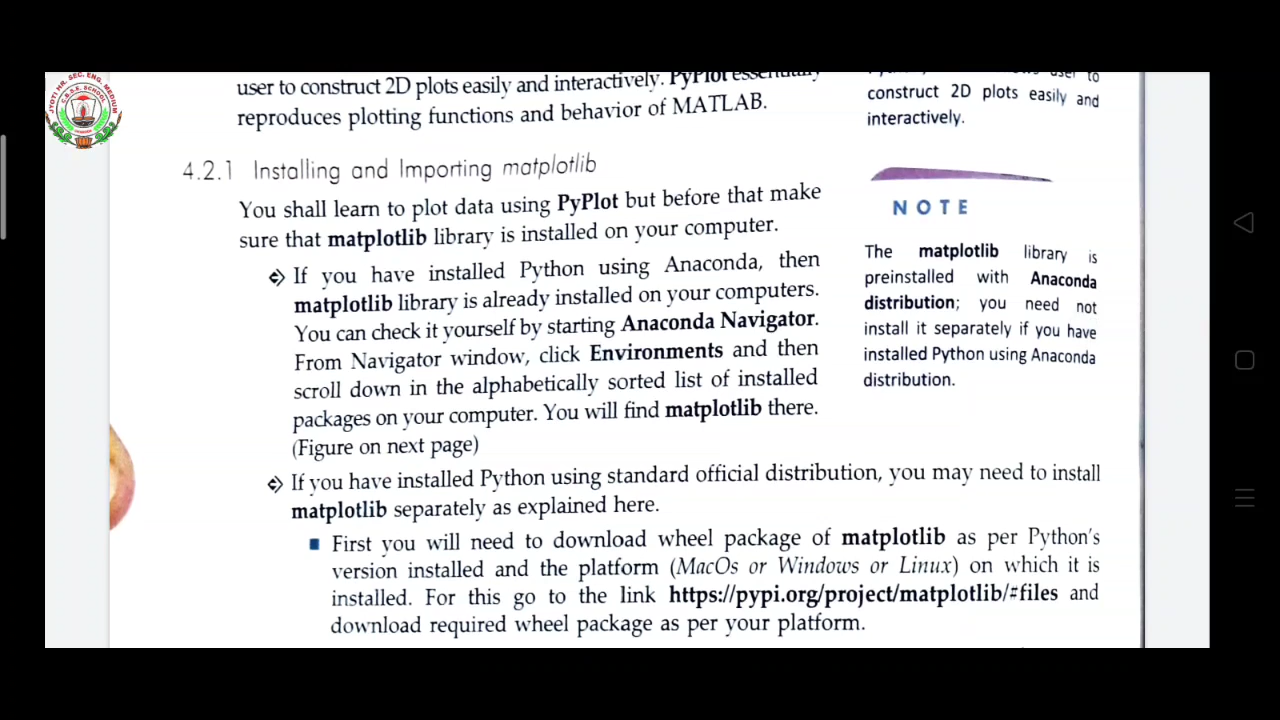 JYOTI HR. SEC. ENG. MEDIUM
C.B.S.E. SCHOOL
user to construct 2D plots easily and interactively. PyPlot essentially
reproduces plotting functions and behavior of MATLAB.
user to
construct 2D plots easily and
interactively.
4.2.1 Installing and Importing matplotlib
You shall learn to plot data using PyPlot but before that make
sure that matplotlib library is installed on your computer.
If you have installed Python using Anaconda, then
matplotlib library is already installed on your computers.
You can check it yourself by starting Anaconda Navigator.
From Navigator window, click Environments and then
scroll down in the alphabetically sorted list of installed
packages on your computer. You will find matplotlib there.
(Figure on next page)
NOTE
The matplotlib library is
preinstalled with Anaconda
distribution; you need not
install it separately if you have
installed Python using Anaconda
distribution.
If you have installed Python using standard official distribution, you may need to install
matplotlib separately as explained here.
First you will need to download wheel package of matplotlib as per Python's
version installed and the platform (MacOs or Windows or Linux) on which it is
installed. For this go to the link https://pypi.org/project/matplotlib/#files and
download required wheel package as per your platform.